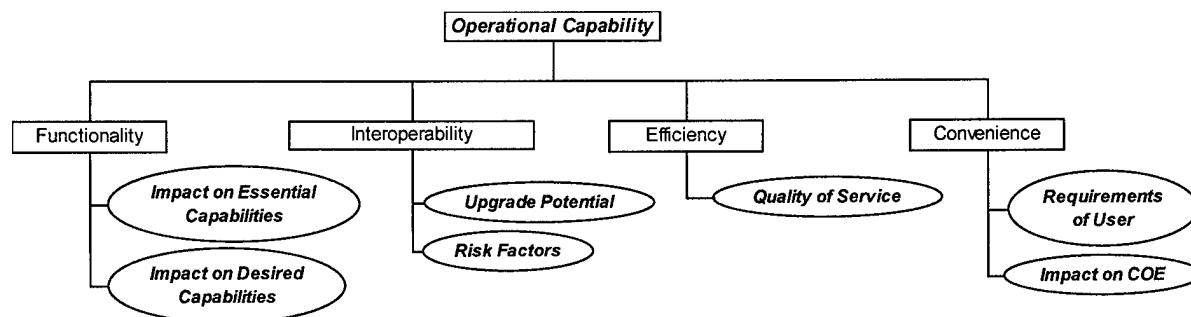 Operational Capability
Functionality
Interoperability
Efficiency
Convenience
Impact on Essential
Capabilities
Impact on Desired
Capabilities
Upgrade Potential
Risk Factors
Quality of Service
Requirements
of User
Impact on COE